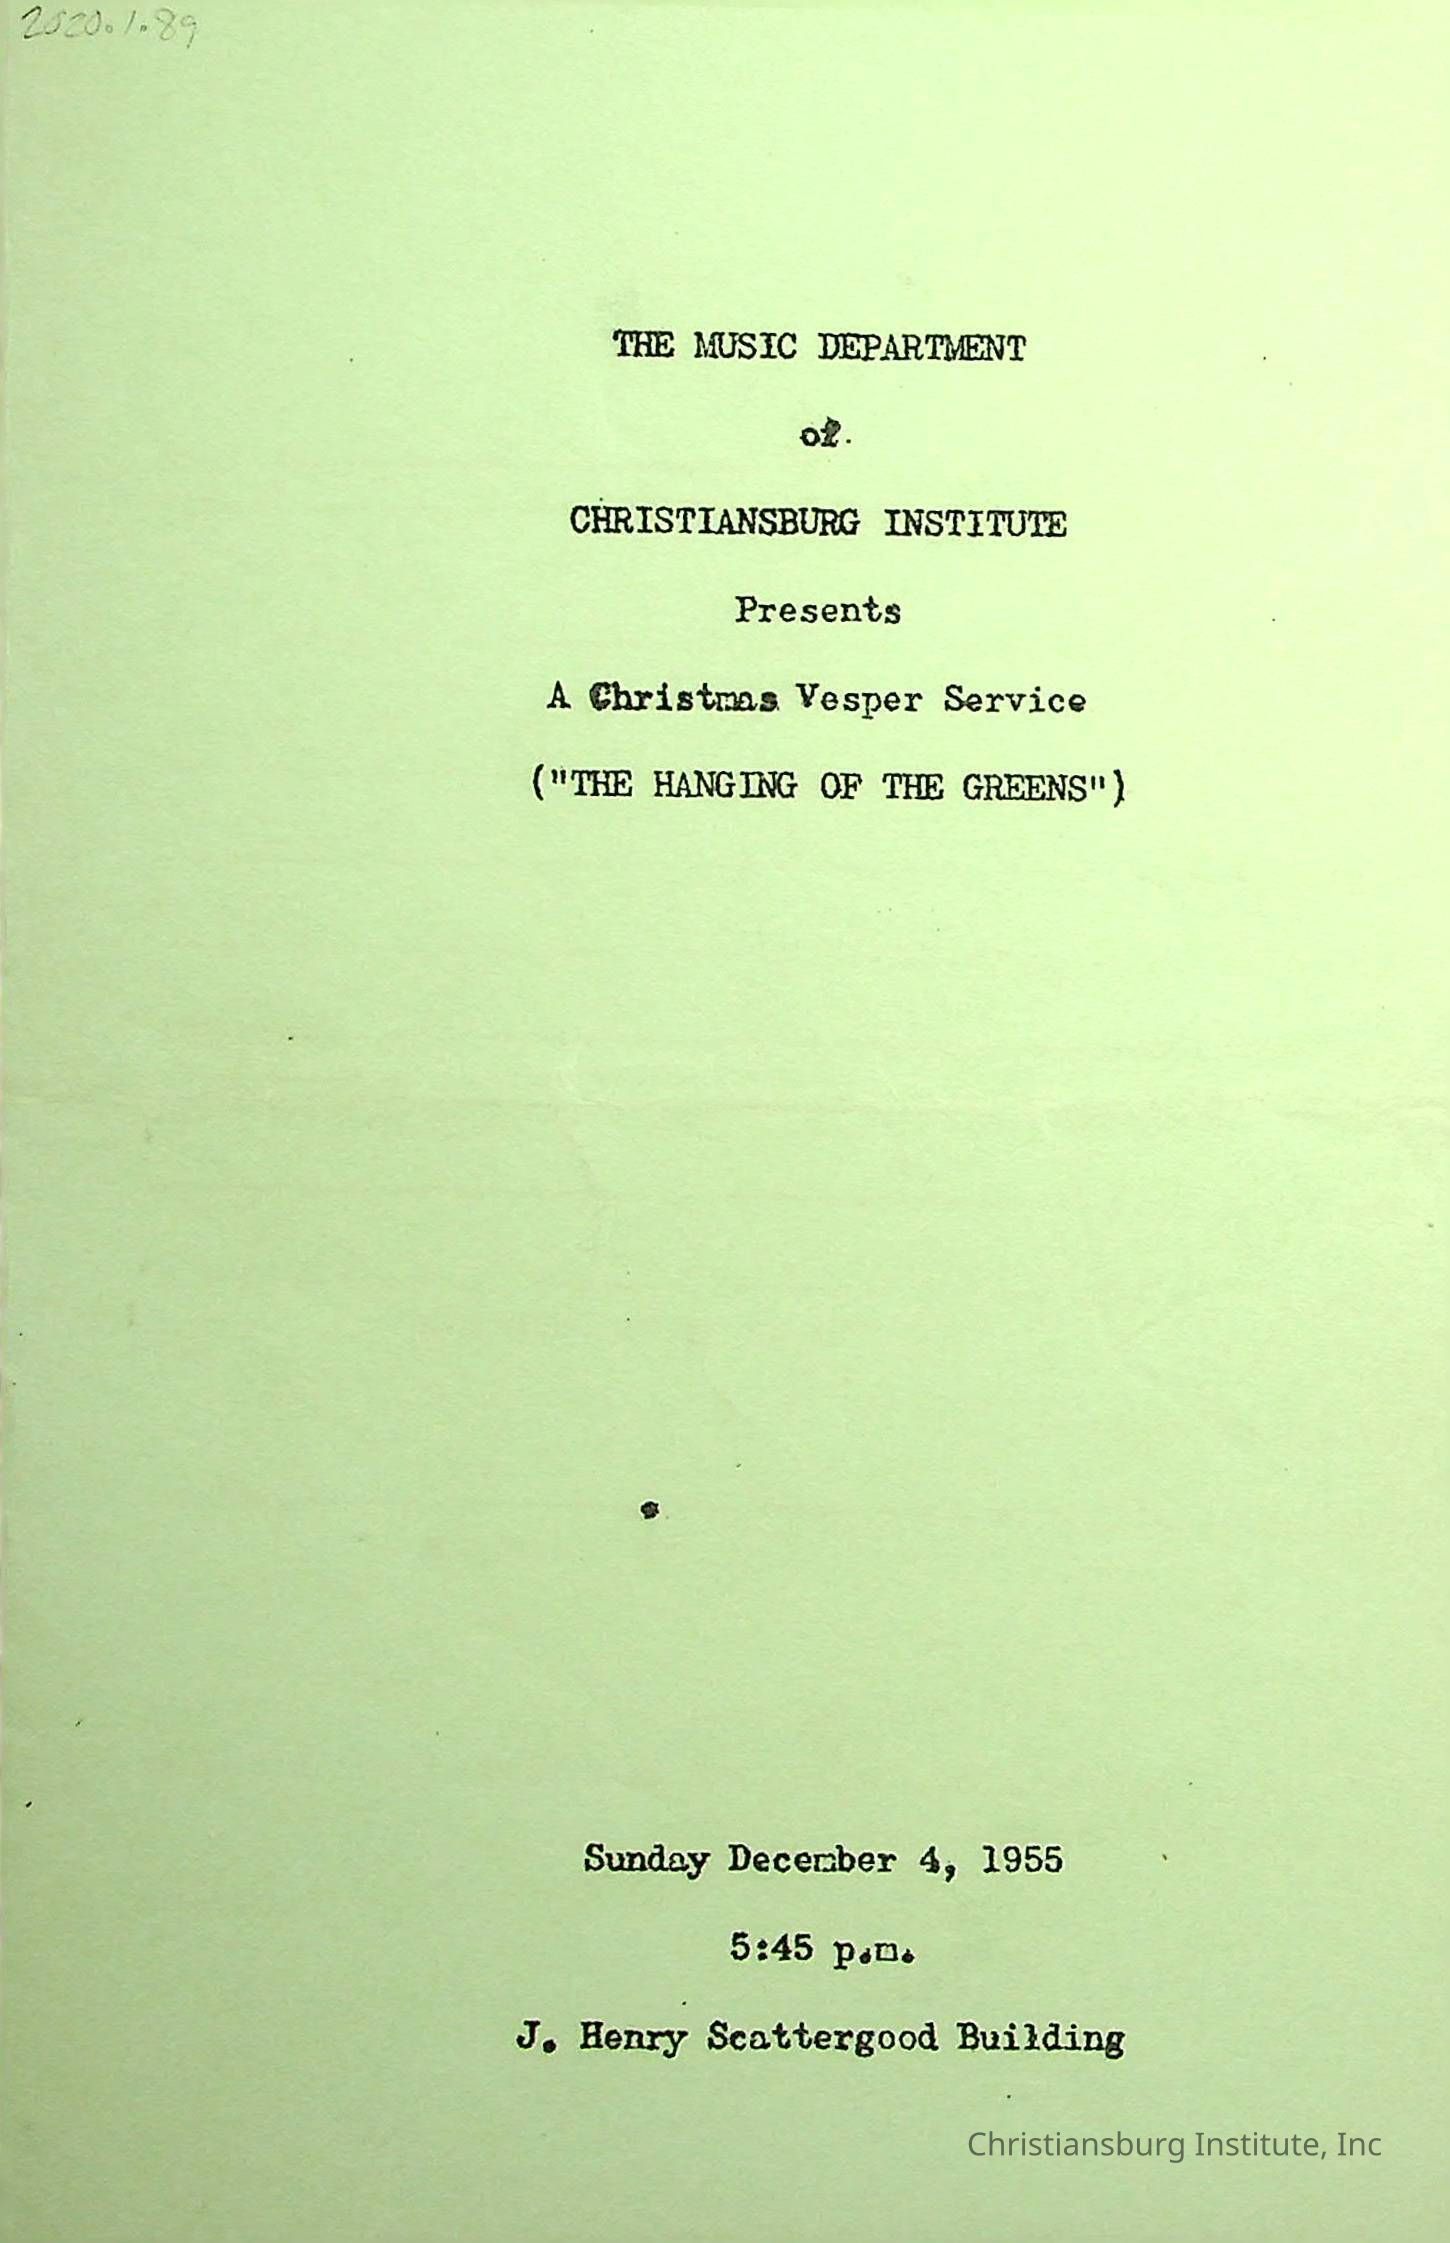 2020.1.89
THE MUSIC DEPARTMENT
of
CHRISTIANSBURG INSTITUTE
Presents
A Christmas Vesper Service
("THE HANGING OF THE GREENS")
Sunday December 4, 1955
5:45 p.m.
J. Henry Scattergood Building
Christiansburg Institute, Inc